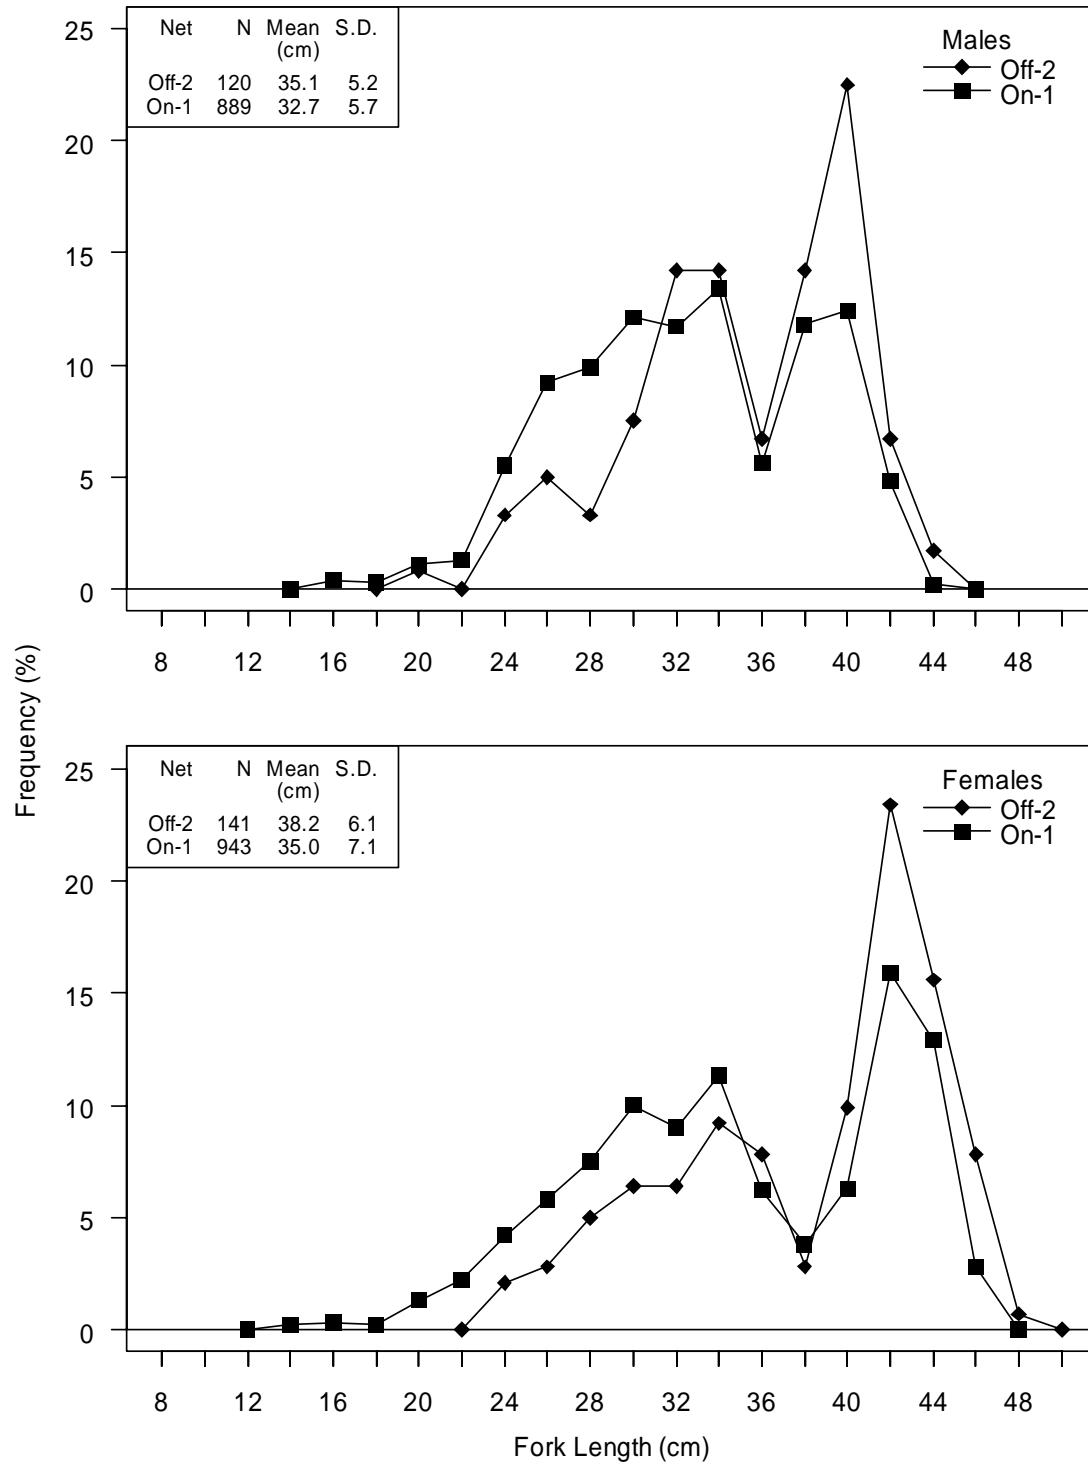 Net N Mean S.D.
(cm)
Off-2 120 35.1 5.2
On-1 889 32.7 5.7
Males
Off-2
On-1
25
20
15
10
5
0
8 12 16 20 24 28 32 36 40 44 48
Frequency (%)
Net N Mean S.D.
(cm)
Off-2 141 38.2 6.1
On-1 943 35.0 7.1
Females
Off-2
On-1
25
20
15
10
5
0
8 12 16 20 24 28 32 36 40 44 48
Fork Length (cm)